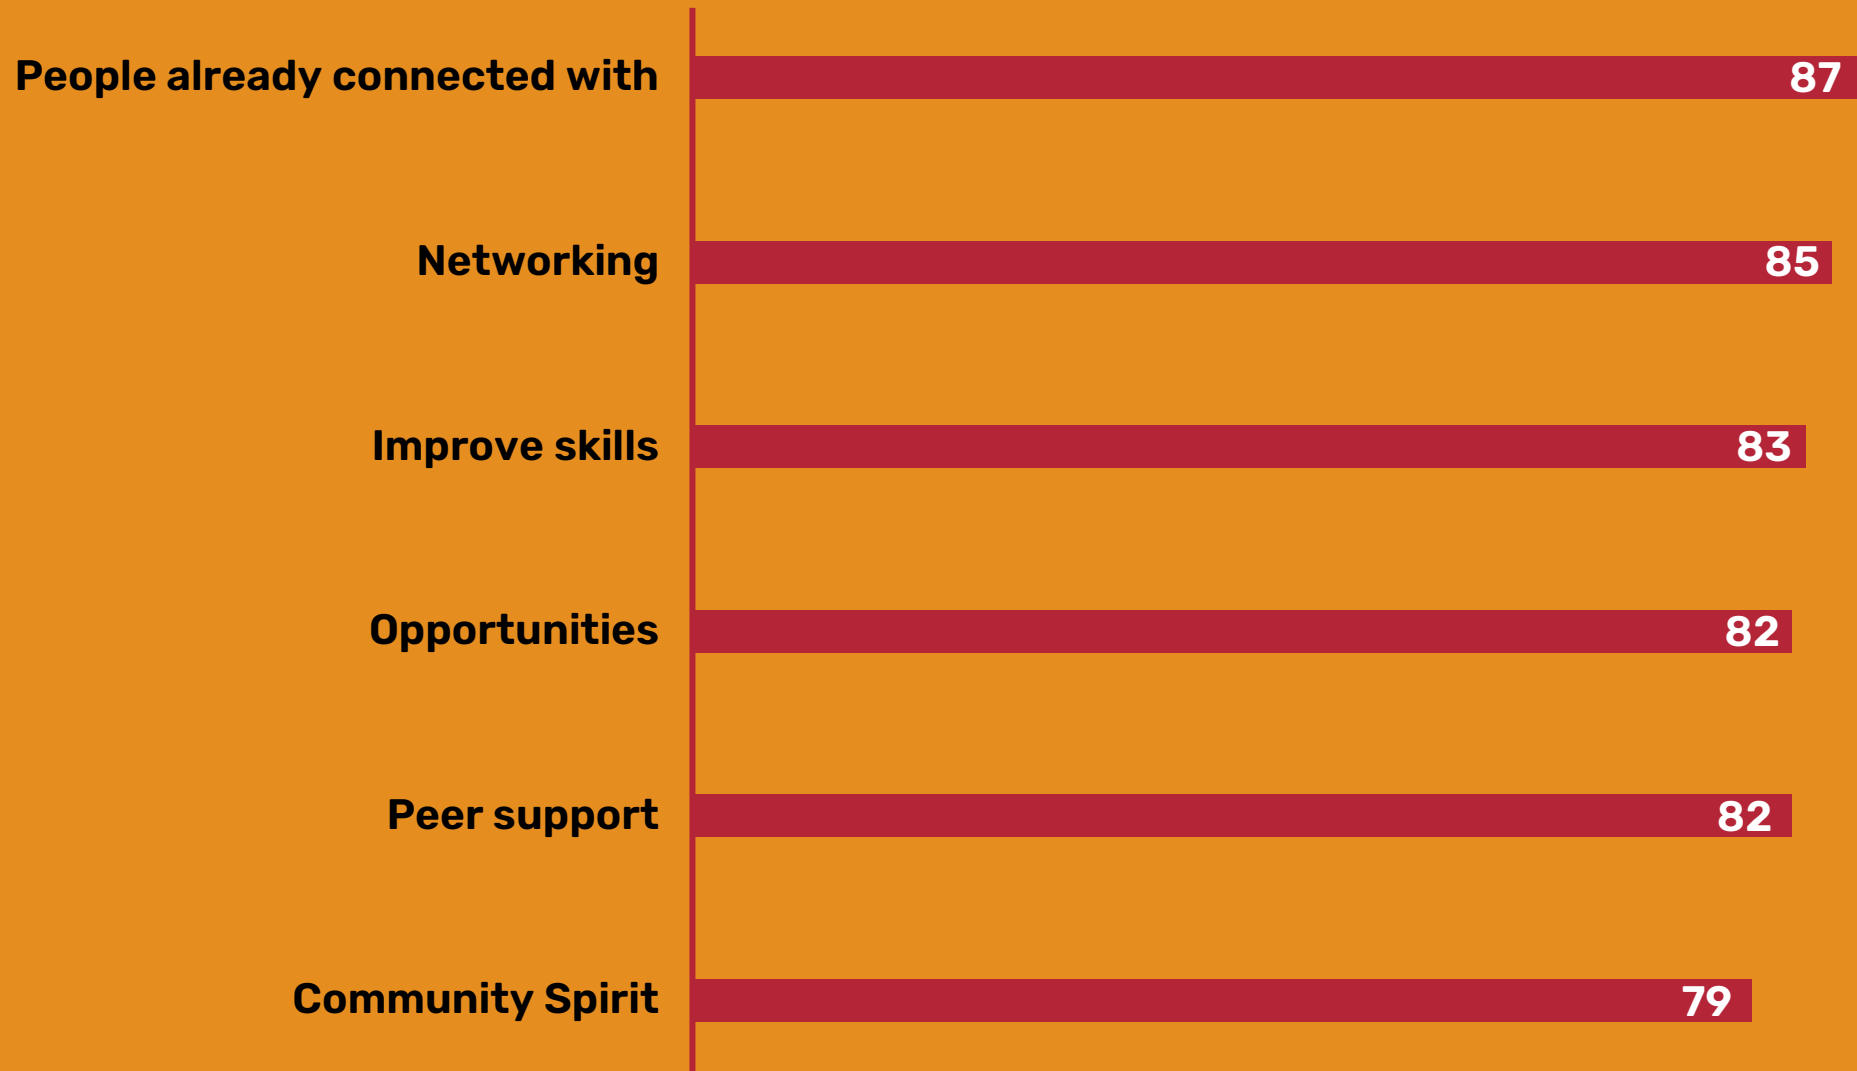 People already connected with 87
Networking 85
Improve skills 83
Opportunities 82
Peer support 82
Community Spirit 79